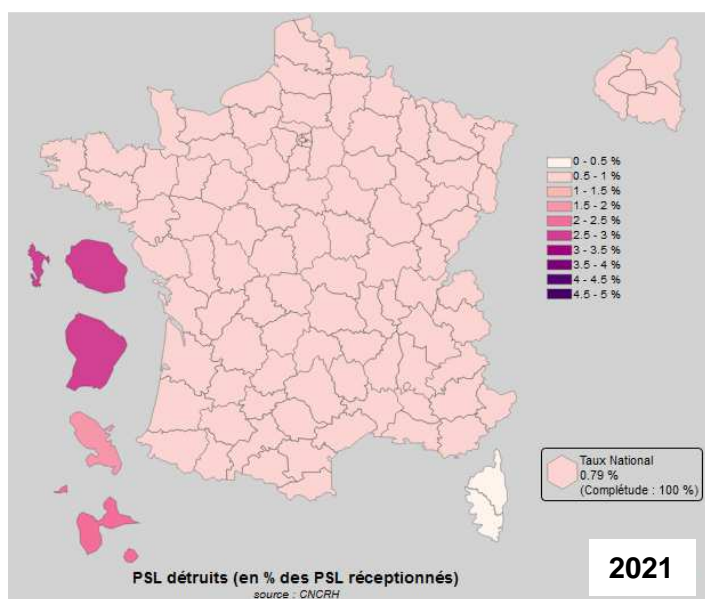 0 - 0.5 %
0.5 - 1 %
1 - 1.5 %
1.5 - 2 %
2 - 2.5 %
2.5 - 3 %
3 - 3.5 %
3.5 - 4 %
4 - 4.5 %
4.5 - 5 %
Taux National
0.79 %
(Complétude : 100 %)
PSL détruits (en % des PSL réceptionnés)
source : CNCRH
2021